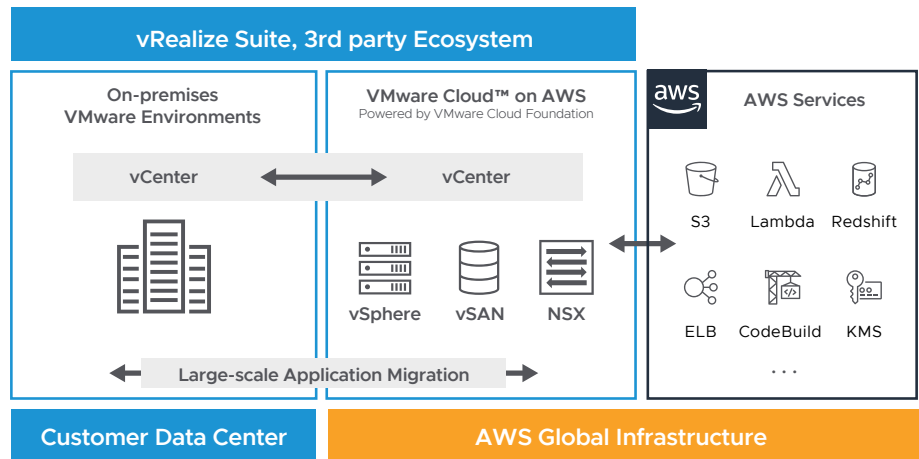 vRealize Suite, 3rd party Ecosystem
On-premises
VMware Environments
VMware Cloud™ on AWS
Powered by VMware Cloud Foundation
aws
AWS Services
vCenter
vCenter
S3
Lambda
Redshift
vSphere
vSAN
NSX
ELB
CodeBuild
KMS
...
Large-scale Application Migration
Customer Data Center
AWS Global Infrastructure